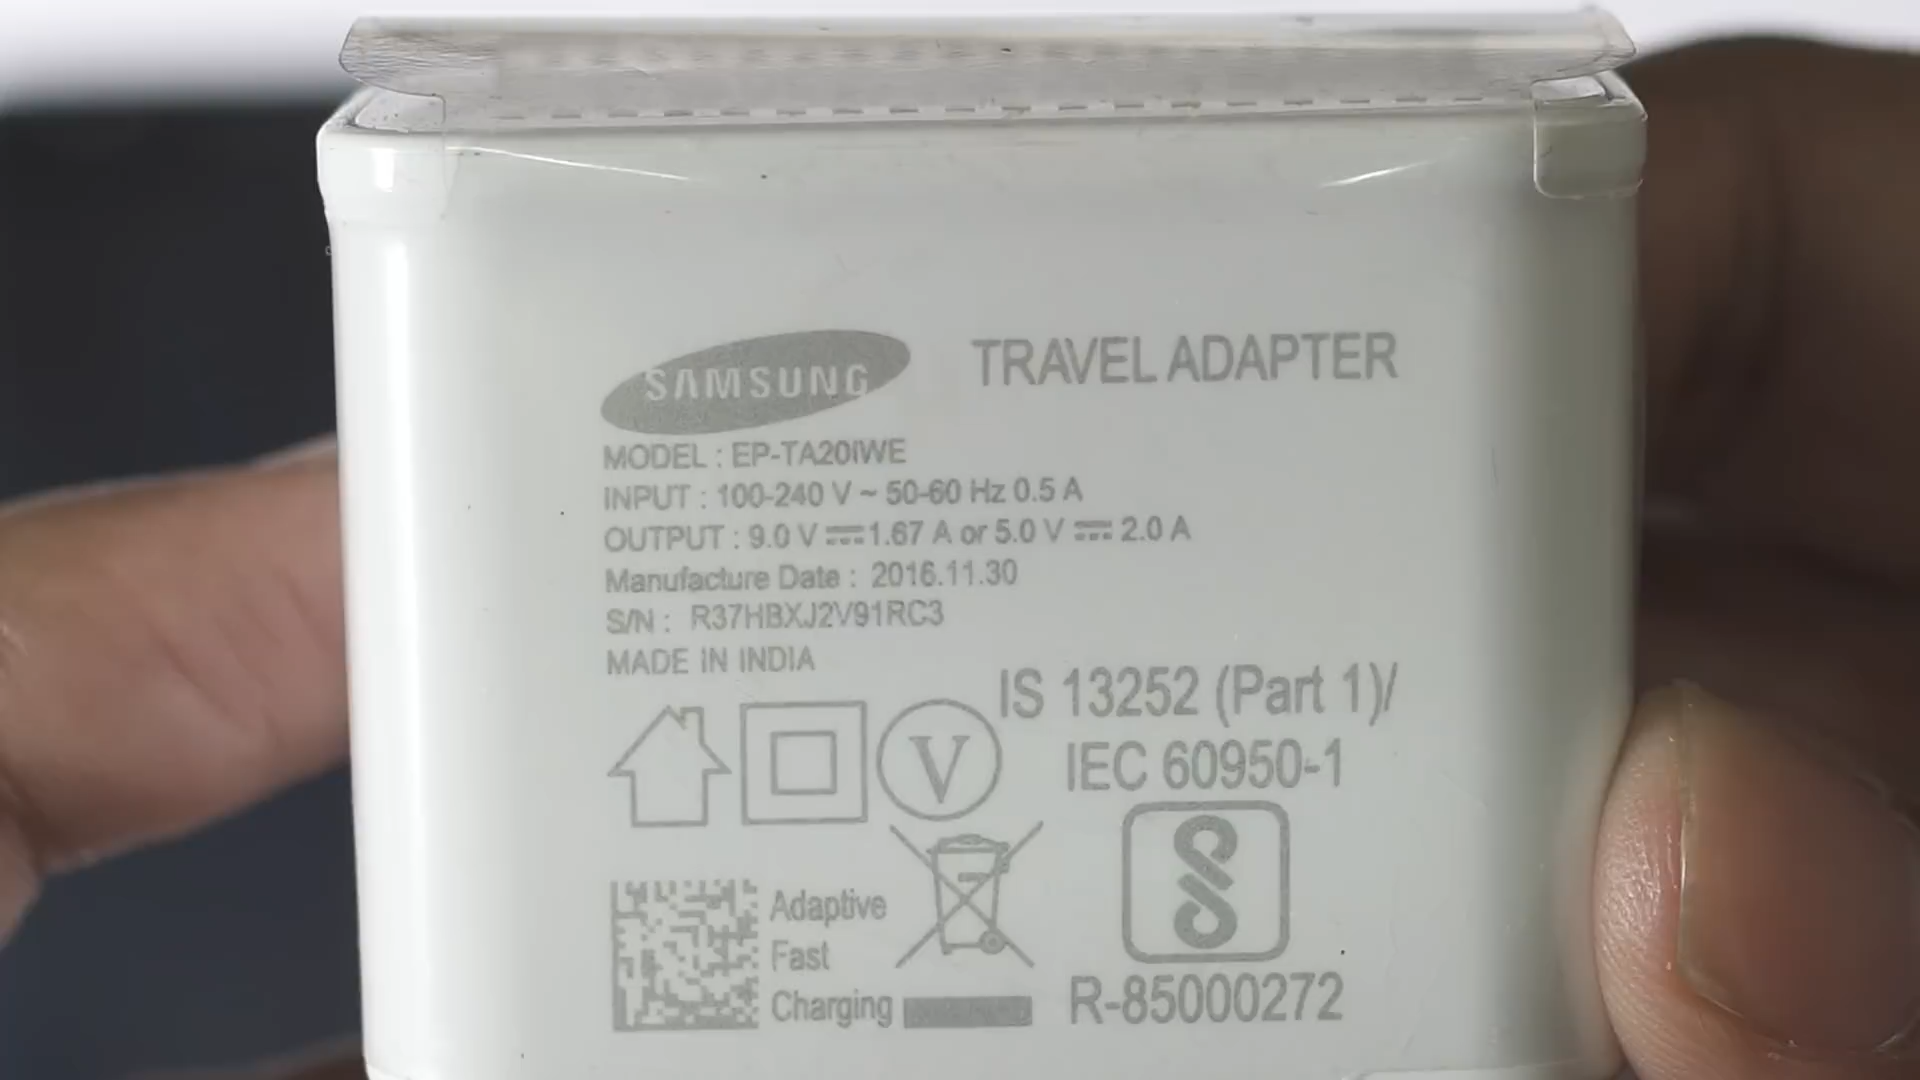 SAMSUNG TRAVEL ADAPTER
MODEL : EP-TA20IWE
INPUT : 100-240 V ~ 50-60 Hz 0.5 A
OUTPUT : 9.0 V ⎓ 1.67 A or 5.0 V ⎓ 2.0 A
Manufacture Date : 2016.11.30
S/N : R37HBXJ2V91RC3
MADE IN INDIA
IS 13252 (Part 1)/
IEC 60950-1
V
Adaptive
Fast
Charging
R-85000272